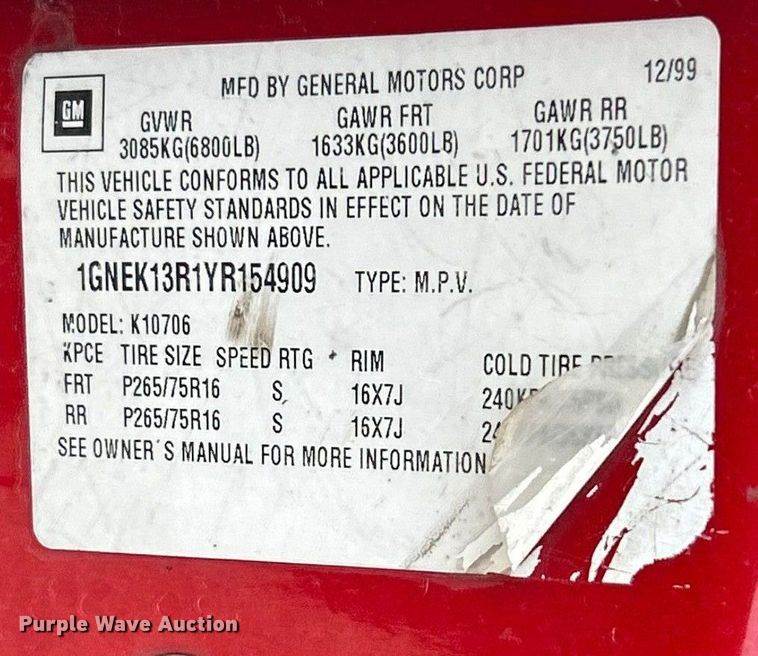 MFD BY GENERAL MOTORS CORP 12/99
GM
GVWR GAWR FRT GAWR RR
3085KG(6800LB) 1633KG(3600LB) 1701KG(3750LB)
THIS VEHICLE CONFORMS TO ALL APPLICABLE U.S. FEDERAL MOTOR
VEHICLE SAFETY STANDARDS IN EFFECT ON THE DATE OF
MANUFACTURE SHOWN ABOVE.
1GNEK13R1YR154909 TYPE: M.P.V.
MODEL: K10706
XPCE TIRE SIZE SPEED RTG RIM COLD TIRE
FRT P265/75R16 S 16X7J
RR P265/75R16 S 16X7J
SEE OWNER'S MANUAL FOR MORE INFORMATION
Purple Wave Auction